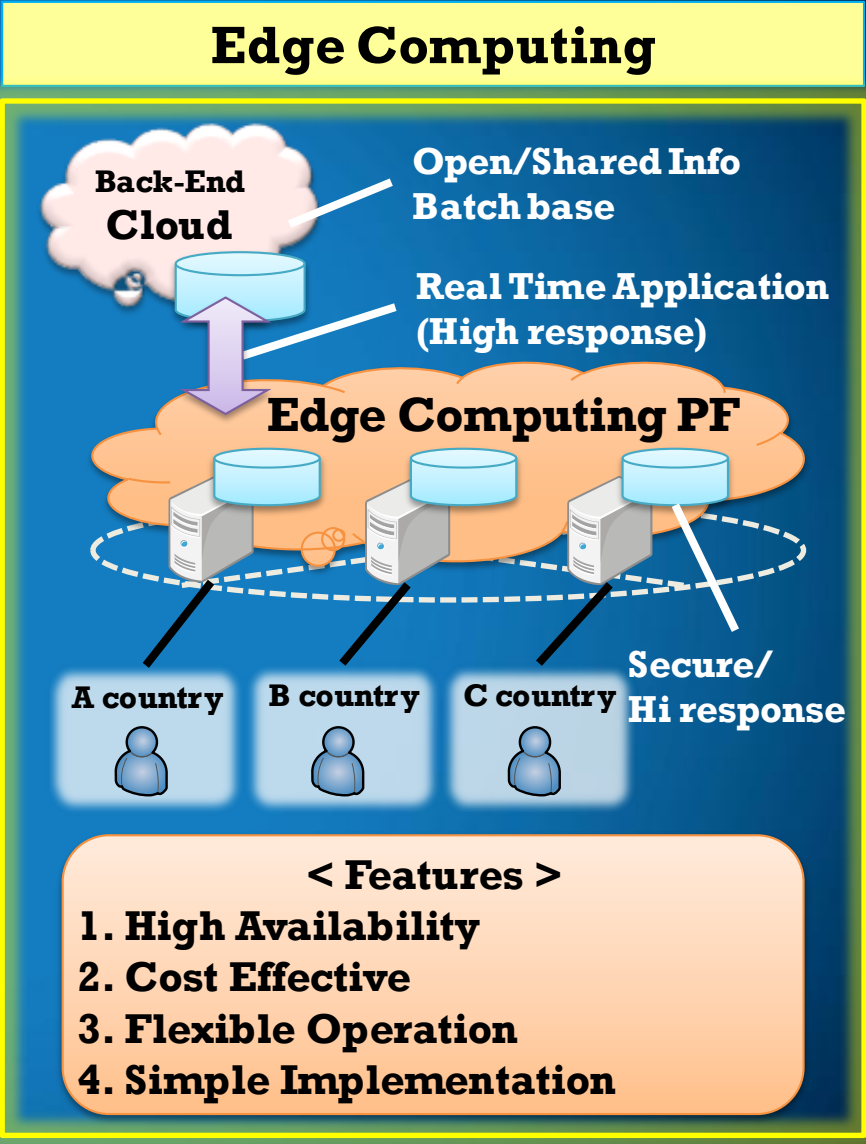 Edge Computing
Back-End
Cloud
Open/Shared Info
Batch base
Real Time Application
(High response)
Edge Computing PF
Secure/
Hi response
A country
B country
C country
< Features >
1. High Availability
2. Cost Effective
3. Flexible Operation
4. Simple Implementation